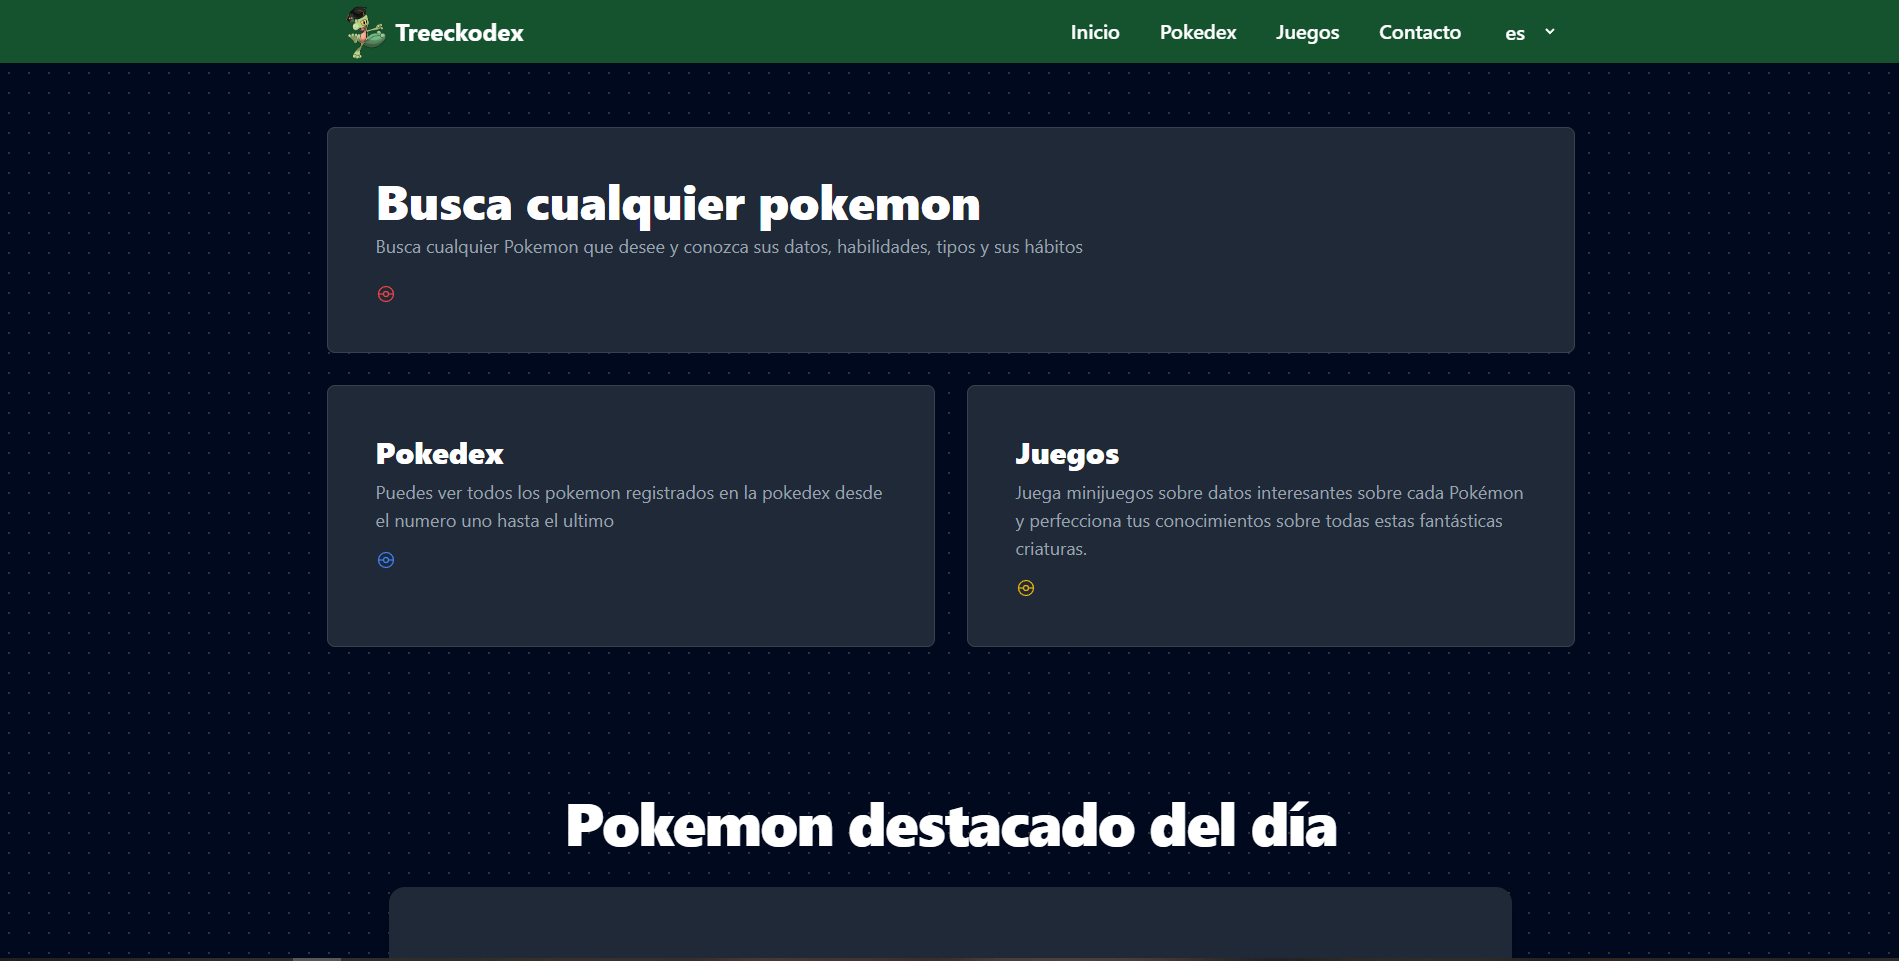 Treeckodex
Inicio
Pokedex
Juegos
Contacto
es
Busca cualquier pokemon
Busca cualquier Pokemon que desee y conozca sus datos, habilidades, tipos y sus hábitos
Pokedex
Puedes ver todos los pokemon registrados en la pokedex desde
el numero uno hasta el ultimo
Juegos
Juega minijuegos sobre datos interesantes sobre cada Pokémon
y perfecciona tus conocimientos sobre todas estas fantásticas
criaturas.
Pokemon destacado del día